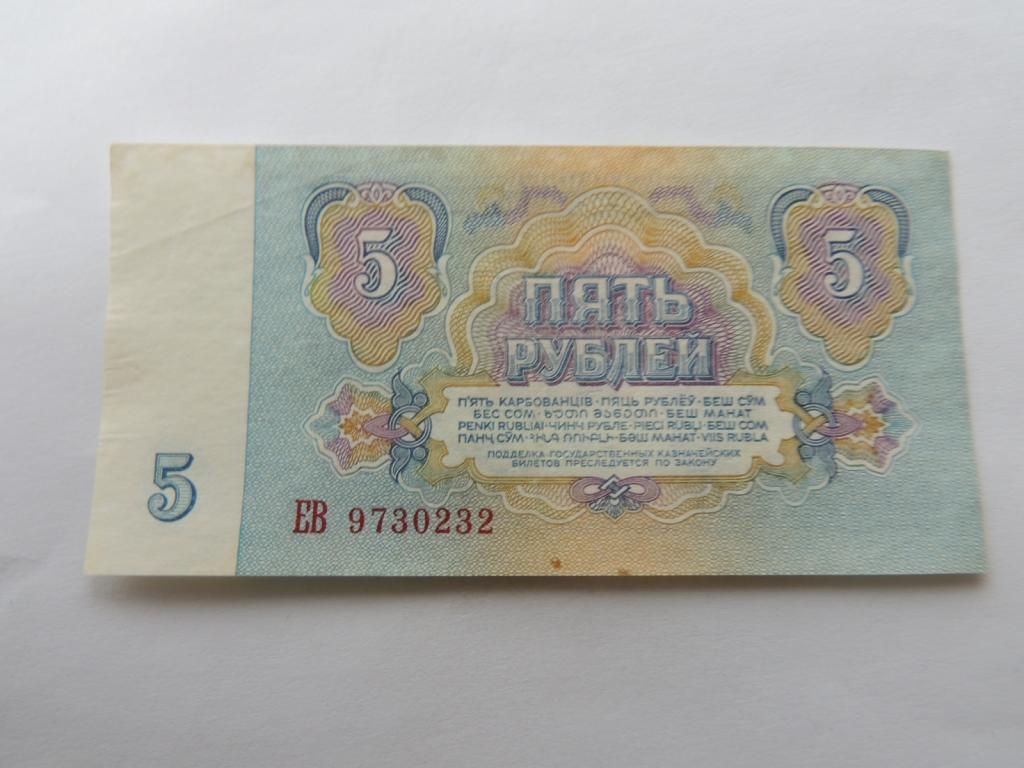 5 5
ПЯТЬ
РУБЛЕЙ
П'ЯТЬ КАРБОВАНЦІВ · ПЯЦЬ РУБЛЁЎ · БЕШ СЎМ
БЕС СОМ · ხუთი მანეთი · БЕШ МАНАТ
PENKI RUBLIAI · ЧИНЧ РУБЛЕ · PIECI RUBĻI · БЕШ СОМ
ПАНҶ СӮМ · ՀԻՆԳ ՌՈՒԲԼԻ · БӘШ МАНАТ · VIIS RUBLA
ПОДДЕЛКА ГОСУДАРСТВЕННЫХ КАЗНАЧЕЙСКИХ
БИЛЕТОВ ПРЕСЛЕДУЕТСЯ ПО ЗАКОНУ
5
ЕВ 9730232